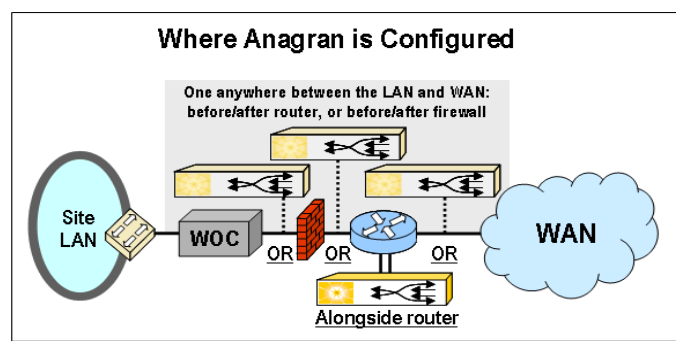 Where Anagran is Configured
One anywhere between the LAN and WAN:
before/after router, or before/after firewall
Site
LAN
WOC
OR
OR
OR
WAN
Alongside router